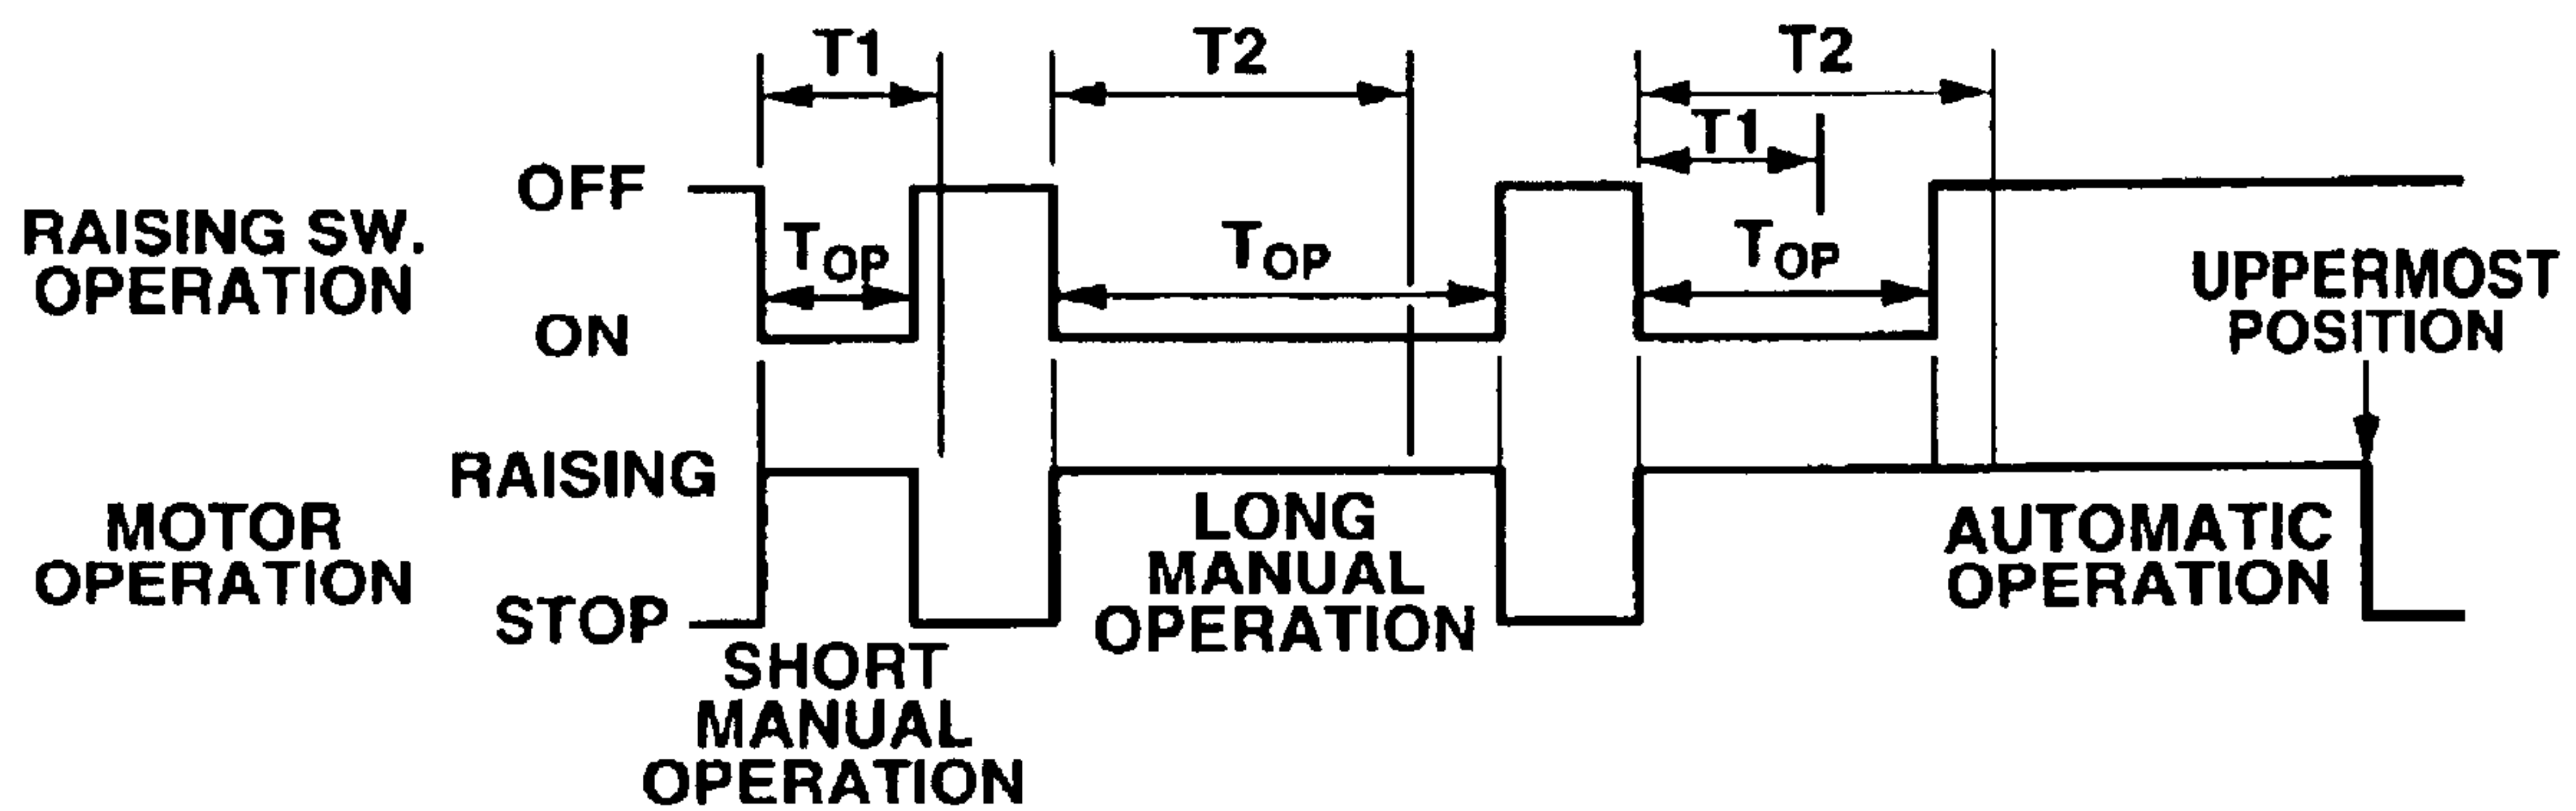 T1
T2
T2
T1
OFF
RAISING SW.
OPERATION
TOP
TOP
TOP
ON
UPPERMOST
POSITION
RAISING
MOTOR
OPERATION
STOP
SHORT
MANUAL
OPERATION
LONG
MANUAL
OPERATION
AUTOMATIC
OPERATION